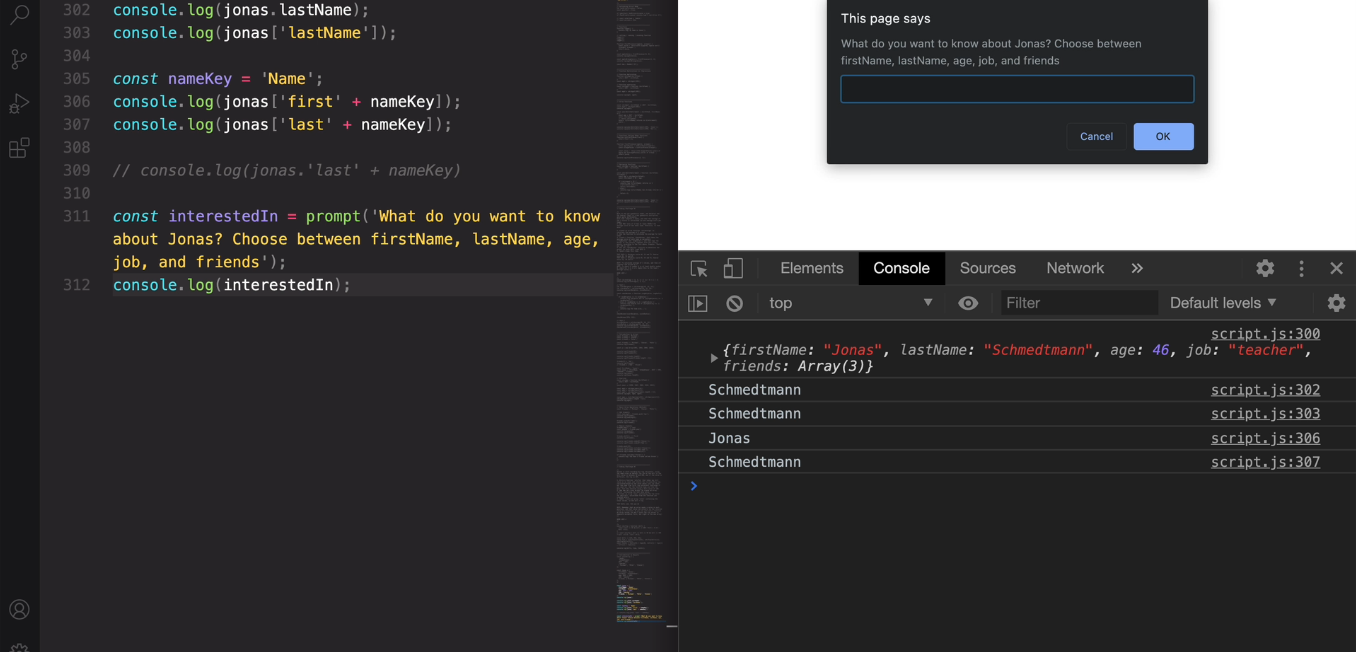 302 console.log(jonas.lastName);
303 console.log(jonas['lastName']);
304
305 const nameKey = 'Name';
306 console.log(jonas['first' + nameKey]);
307 console.log(jonas['last' + nameKey]);
308
309 // console.log(jonas.'last' + nameKey)
310
311 const interestedIn = prompt('What do you want to know
about Jonas? Choose between firstName, lastName, age,
job, and friends');
312 console.log(interestedIn);
This page says
What do you want to know about Jonas? Choose between
firstName, lastName, age, job, and friends
Cancel OK
Elements Console Sources Network »
top Filter Default levels
script.js:300
{firstName: "Jonas", lastName: "Schmedtmann", age: 46, job: "teacher",
friends: Array(3)}
Schmedtmann script.js:302
Schmedtmann script.js:303
Jonas script.js:306
Schmedtmann script.js:307